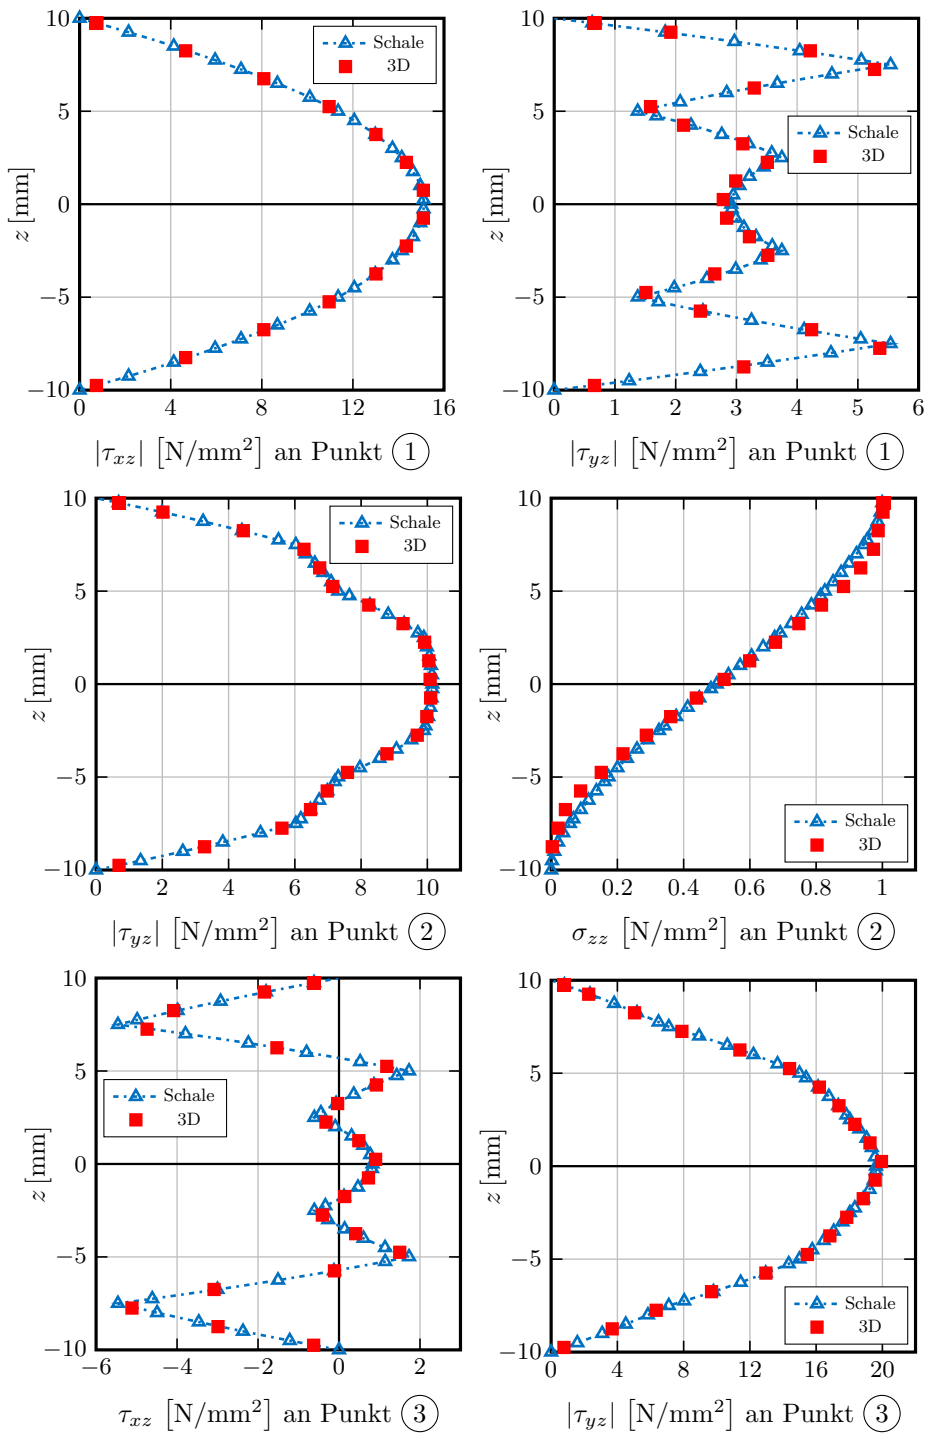 10
5
0
−5
−10
z [mm]
0 4 8 12 16
Schale
3D
|τxz| [N/mm²] an Punkt ①
10
5
0
−5
−10
z [mm]
0 1 2 3 4 5 6
Schale
3D
|τyz| [N/mm²] an Punkt ①
10
5
0
−5
−10
z [mm]
0 2 4 6 8 10
Schale
3D
|τyz| [N/mm²] an Punkt ②
10
5
0
−5
−10
z [mm]
0 0.2 0.4 0.6 0.8 1
Schale
3D
σzz [N/mm²] an Punkt ②
10
5
0
−5
−10
z [mm]
−6 −4 −2 0 2
Schale
3D
τxz [N/mm²] an Punkt ③
10
5
0
−5
−10
z [mm]
0 4 8 12 16 20
Schale
3D
|τyz| [N/mm²] an Punkt ③